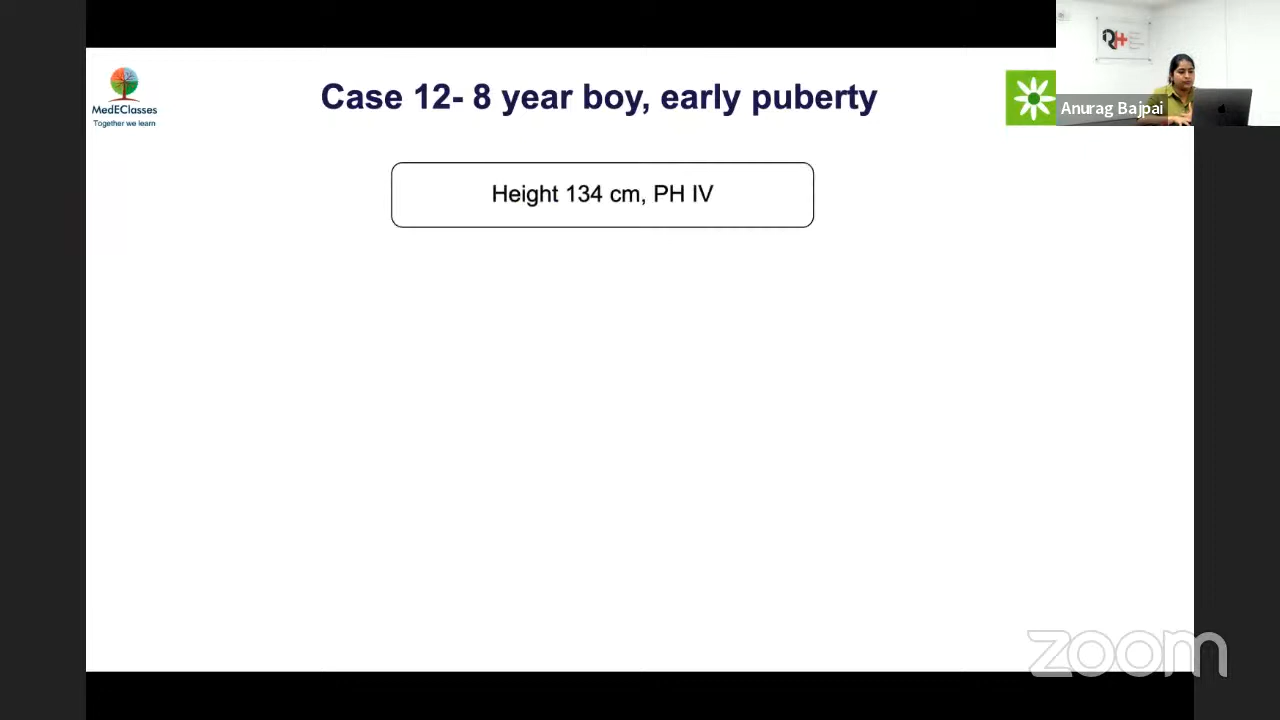 MedEClasses
Together we learn
Case 12- 8 year boy, early puberty
Anurag Bajpai
Height 134 cm, PH IV
zoom